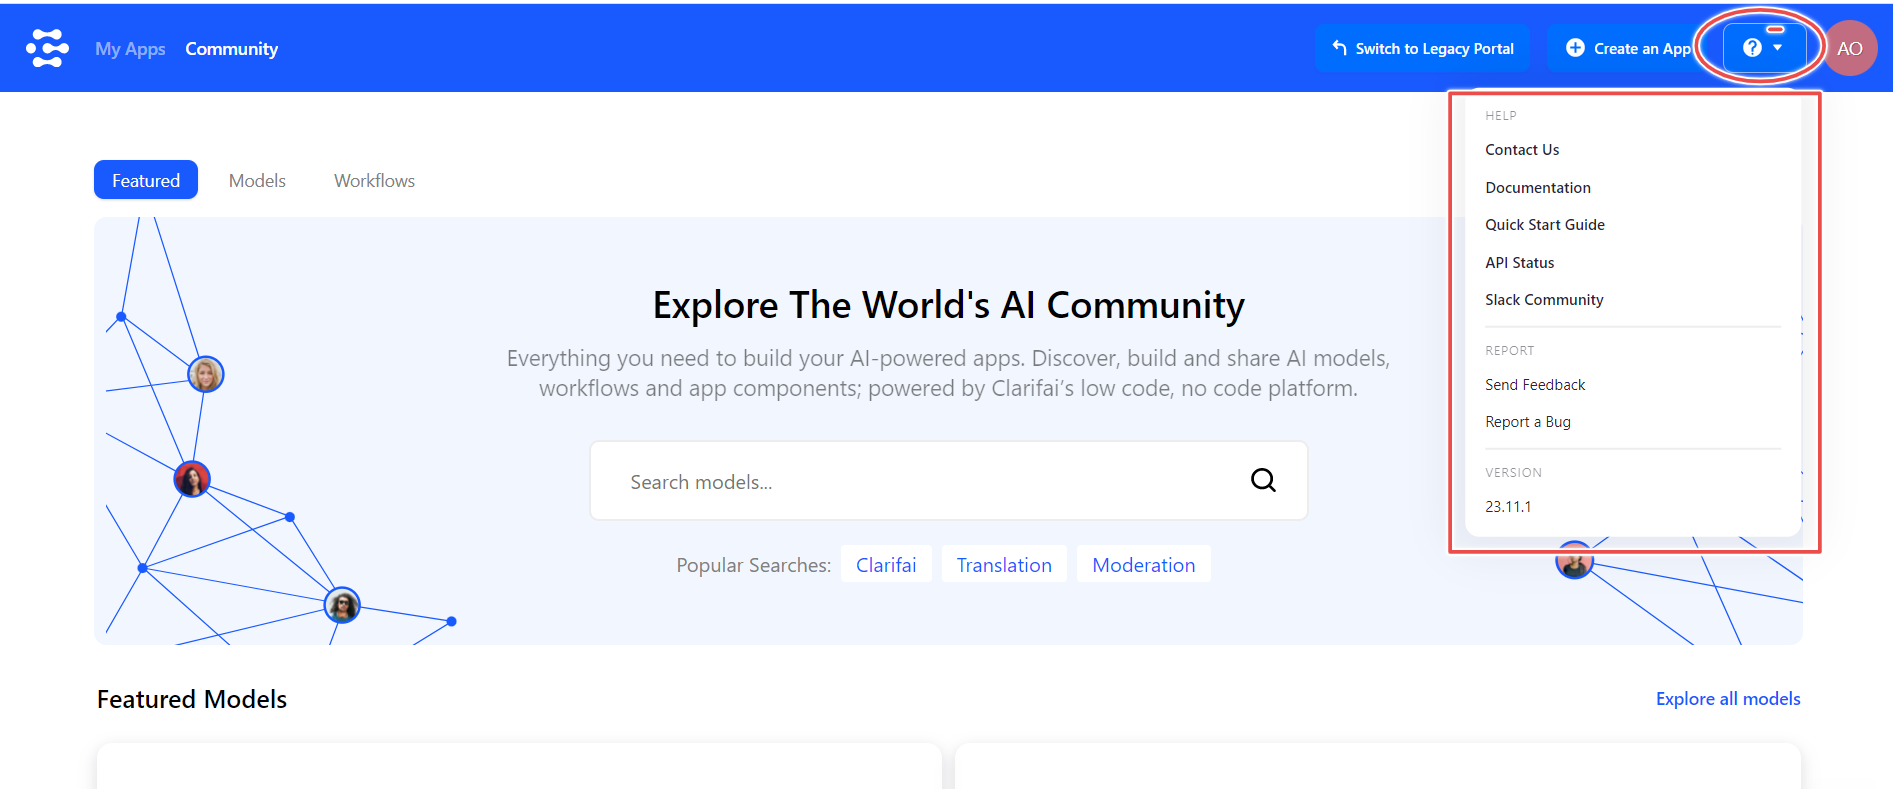 My Apps
Community
Switch to Legacy Portal
Create an App
AO
HELP
Contact Us
Documentation
Quick Start Guide
API Status
Slack Community
REPORT
Send Feedback
Report a Bug
VERSION
23.11.1
Featured
Models
Workflows
Explore The World's AI Community
Everything you need to build your AI-powered apps. Discover, build and share AI models,
workflows and app components; powered by Clarifai’s low code, no code platform.
Search models...
Popular Searches: Clarifai Translation Moderation
Featured Models
Explore all models